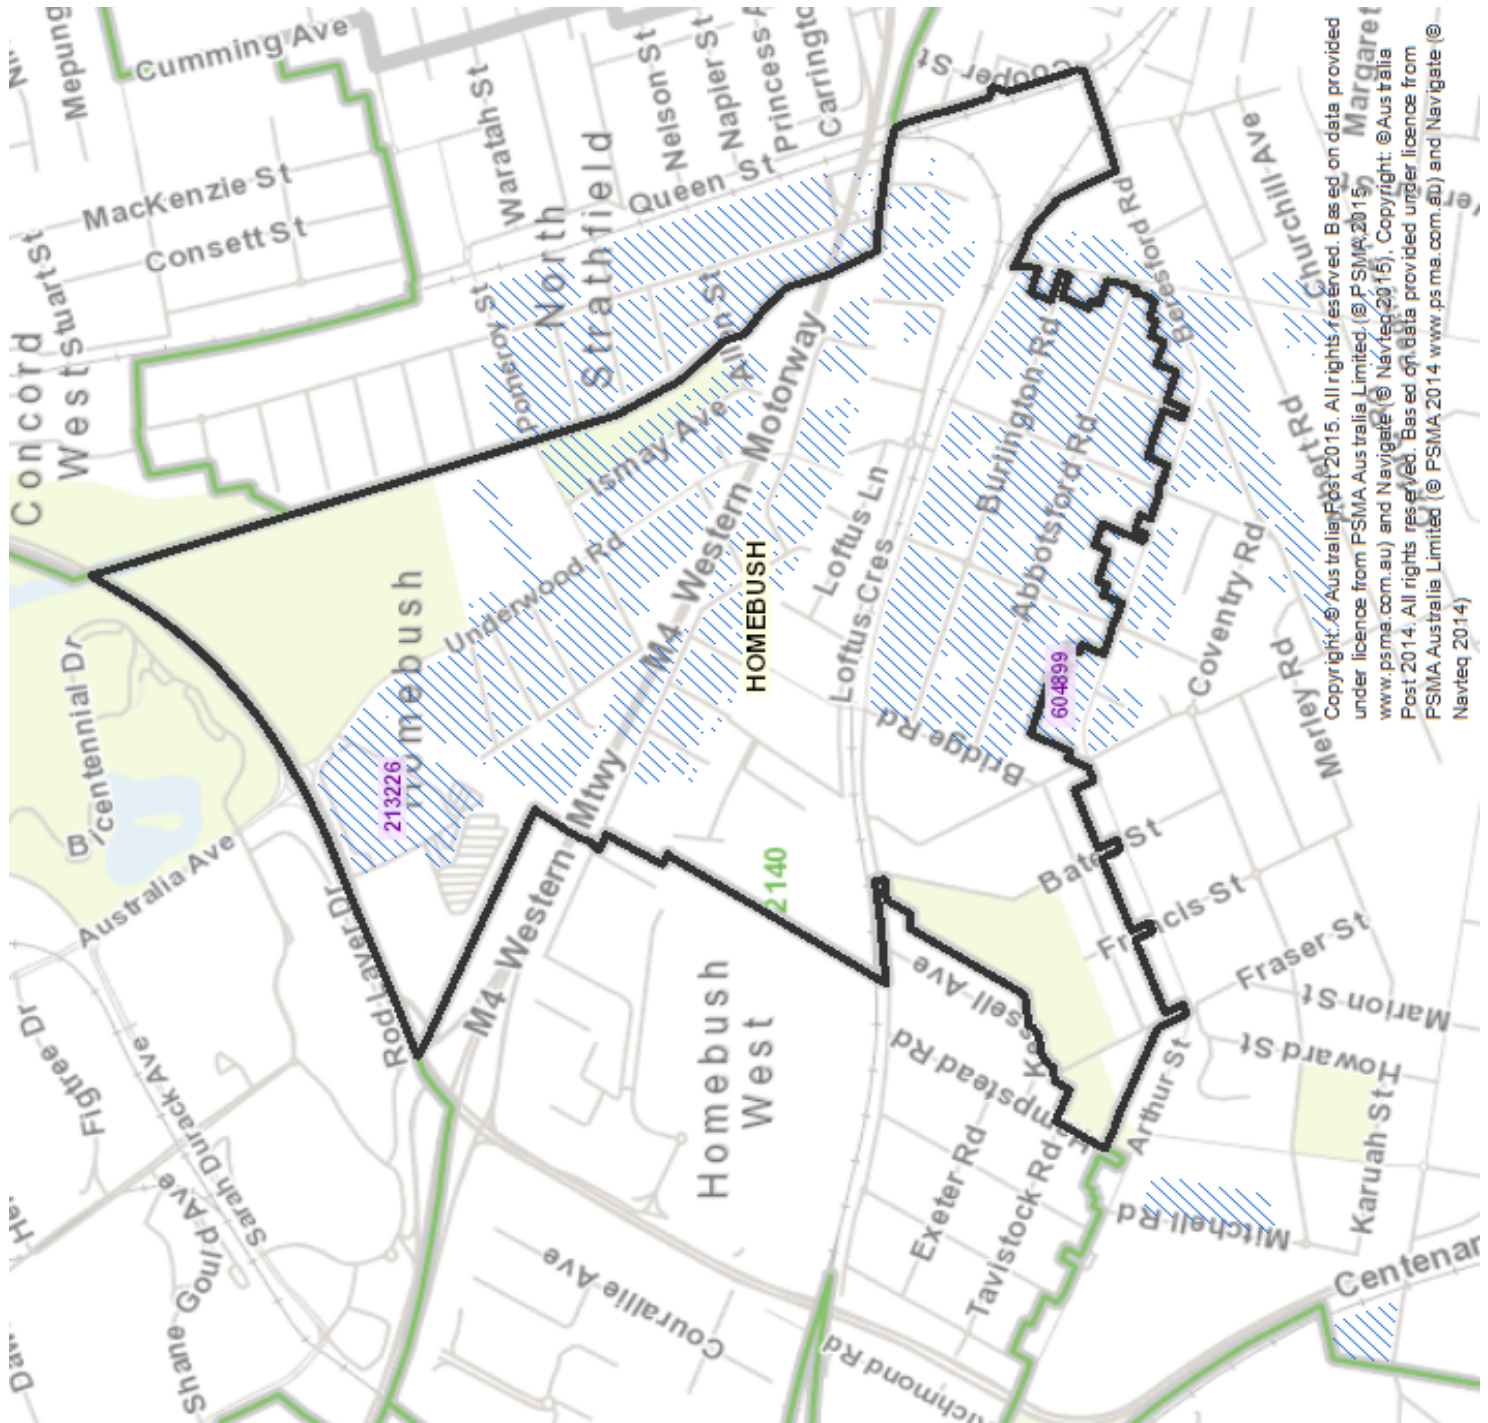 Cumming Ave
Mepung
MacKenzie St
Consett St
Waratah St
Nelson St
Napier St
Princess A
Carringto
Cooper St
Queen St
North
Strathfield
Concord
West
Pomeroy St
Allen St
Ismay Ave
Underwood Rd
M4 Western Motorway
Homebush
HOMEBUSH
Loftus Ln
Loftus Cres
Burlington Rd
Abbotsford Rd
Beresford Rd
Churchill Ave
Margaret
Coventry Rd
Merley Rd
604899
213226
2140
Bridge Rd
Bates St
Francis St
Fraser St
Marion St
Howard St
Karuah St
Arthur St
Mitchell Rd
Centenar
Bicentennial Dr
Australia Ave
Rod Laver Dr
M4 Western Mtwy
Figtree Dr
Sarah Durack Ave
Shane Gould Ave
Homebush
West
Kessell Ave
Hampstead Rd
Exeter Rd
Tavistock Rd
Courallie Ave
Richmond Rd
Copyright: © Australia Post 2015. All rights reserved. Based on data provided
under licence from PSMA Australia Limited (© PSMA 2015;
www.psma.com.au) and Navigate (© Navteq 2015), Copyright: © Australia
Post 2014. All rights reserved. Based on data provided under licence from
PSMA Australia Limited (© PSMA 2014 www.psma.com.au) and Navigate (©
Navteq 2014)